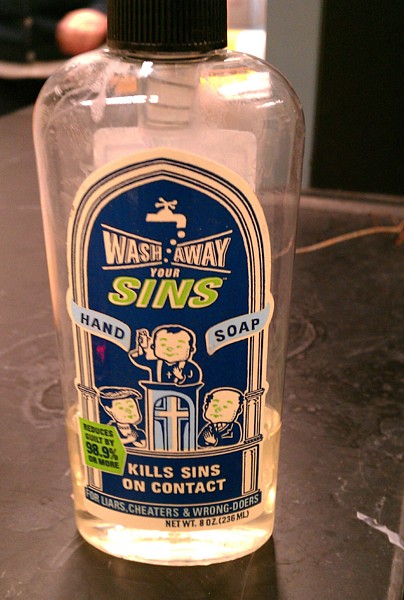 WASH AWAY
YOUR
SINS™
HAND SOAP
REDUCES
GUILT BY
98.9%
OR MORE
KILLS SINS
ON CONTACT
FOR LIARS, CHEATERS & WRONG-DOERS
NET WT. 8 OZ. (236 ML)